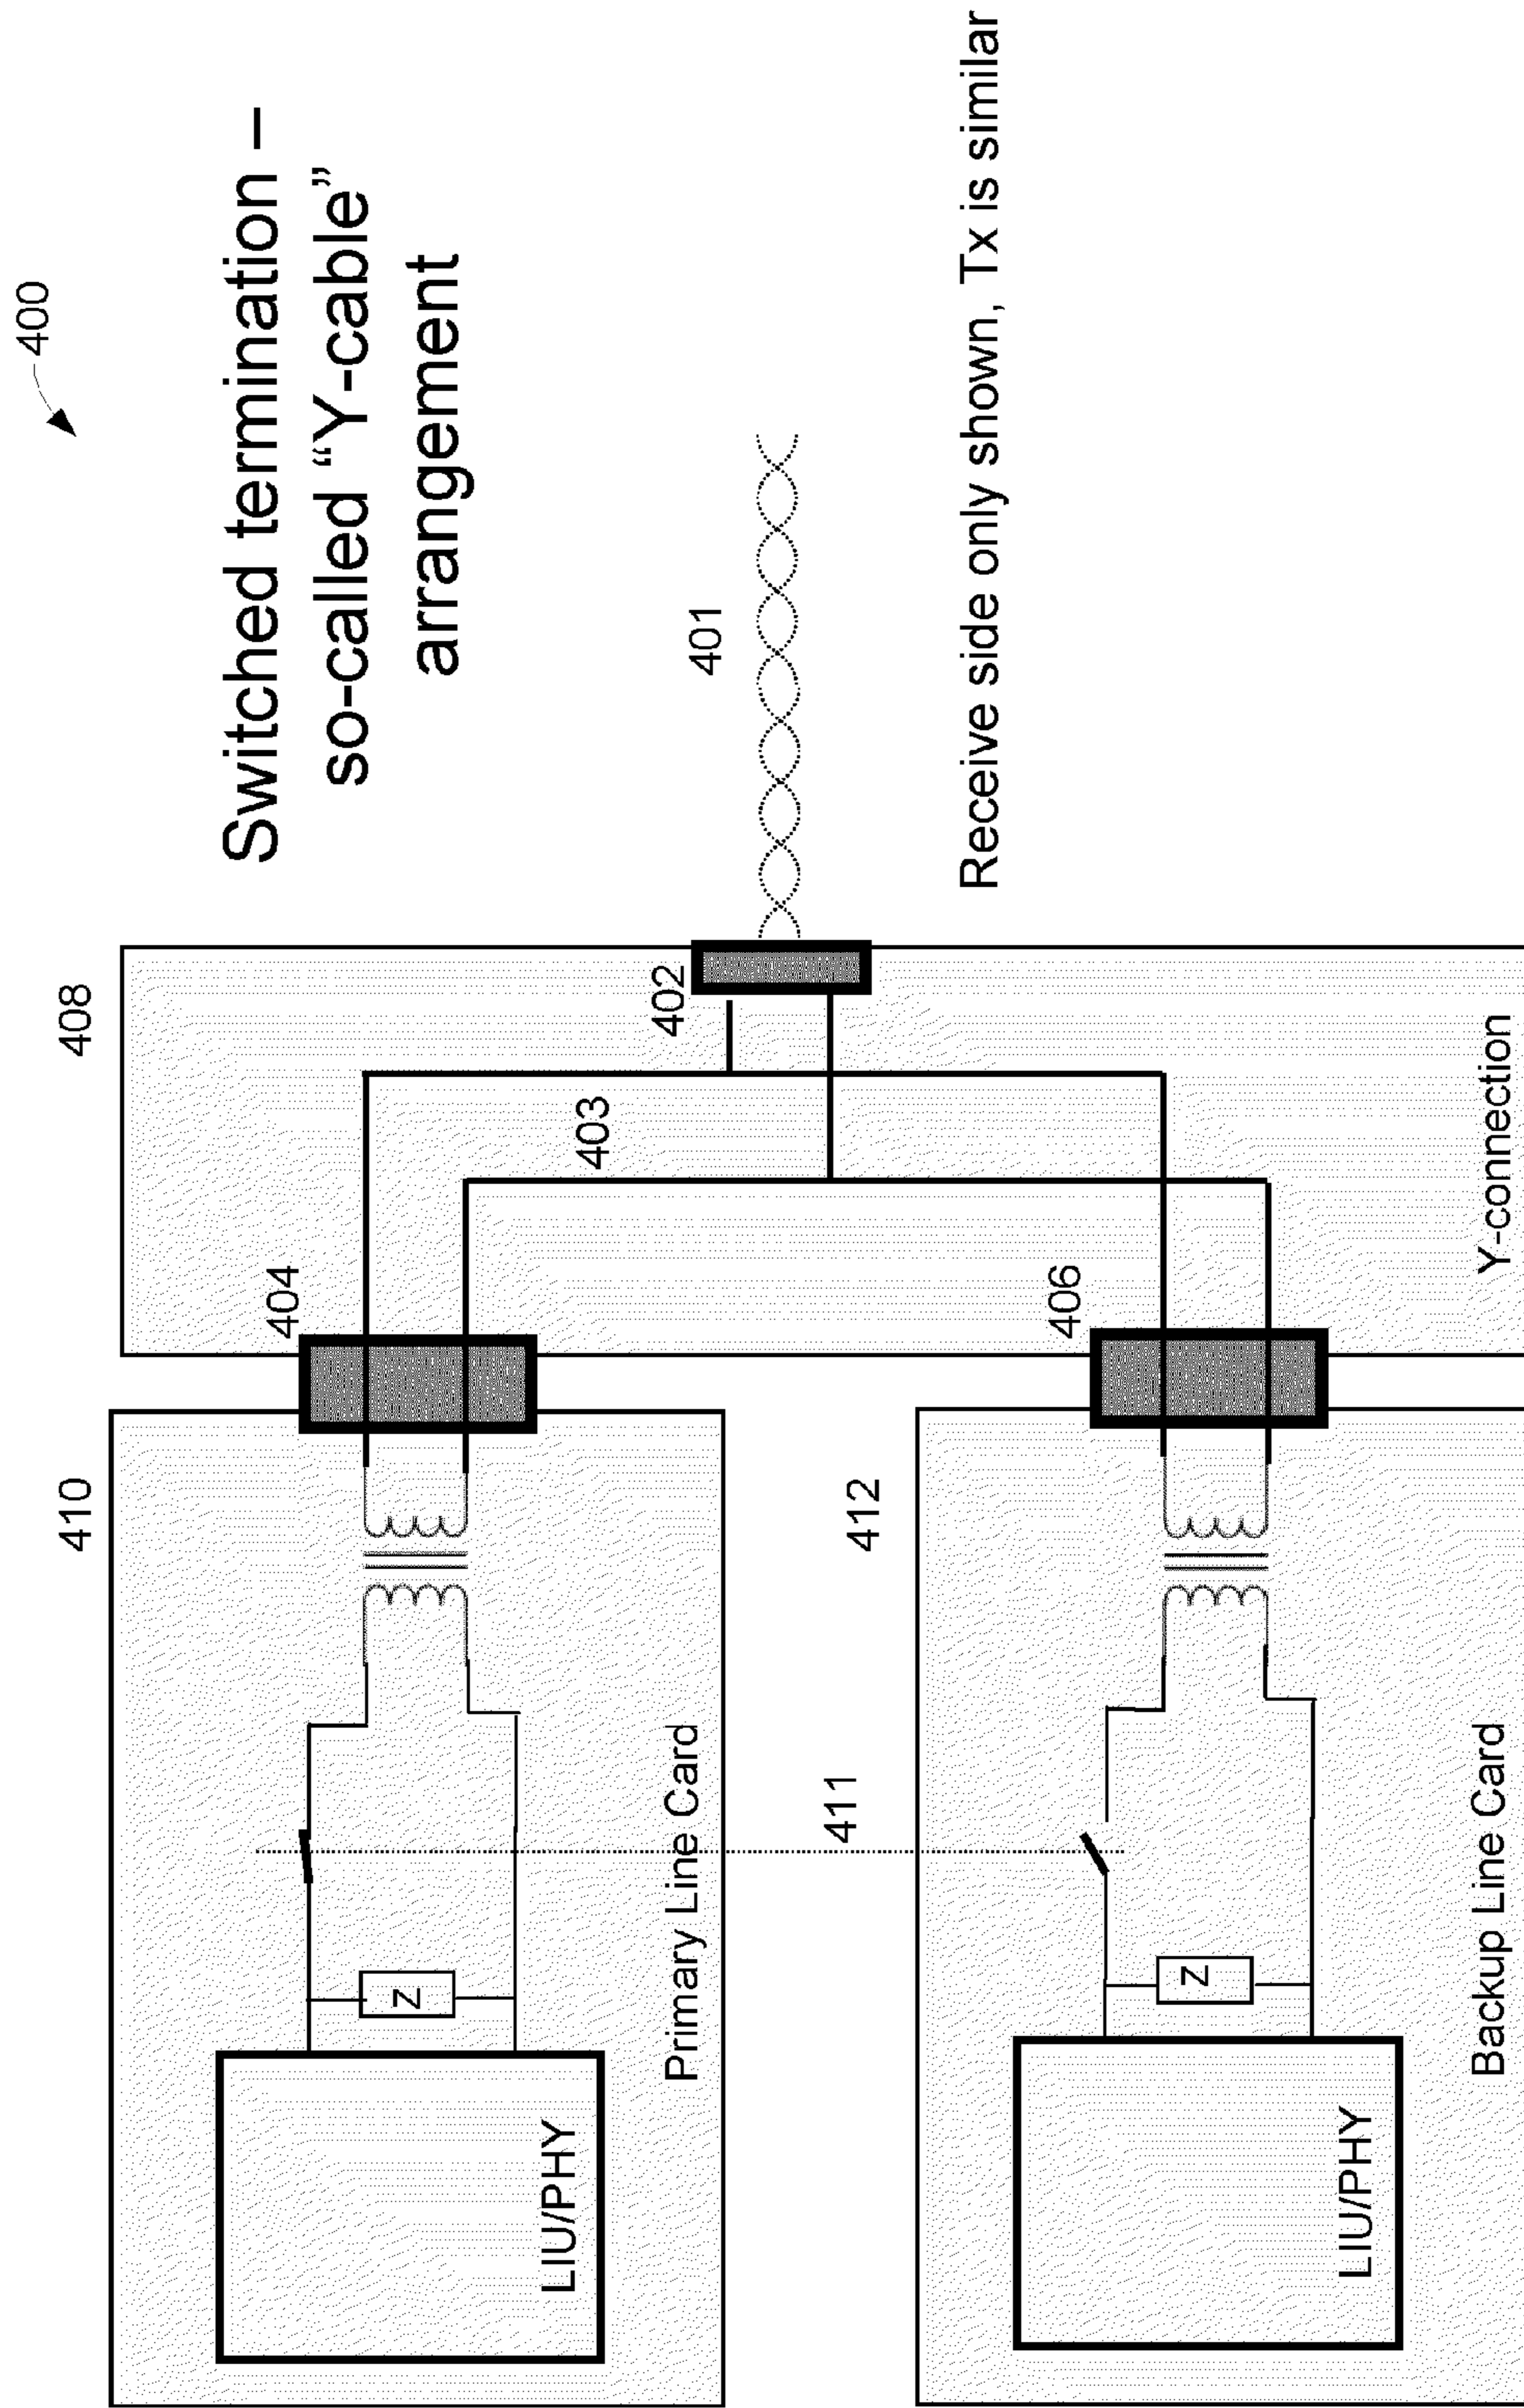 400
Switched termination –
so-called “Y-cable”
arrangement
401
Receive side only shown, Tx is similar
408
402
403
404
406
Y-connection
410
411
412
Z
LIU/PHY
Primary Line Card
Z
LIU/PHY
Backup Line Card